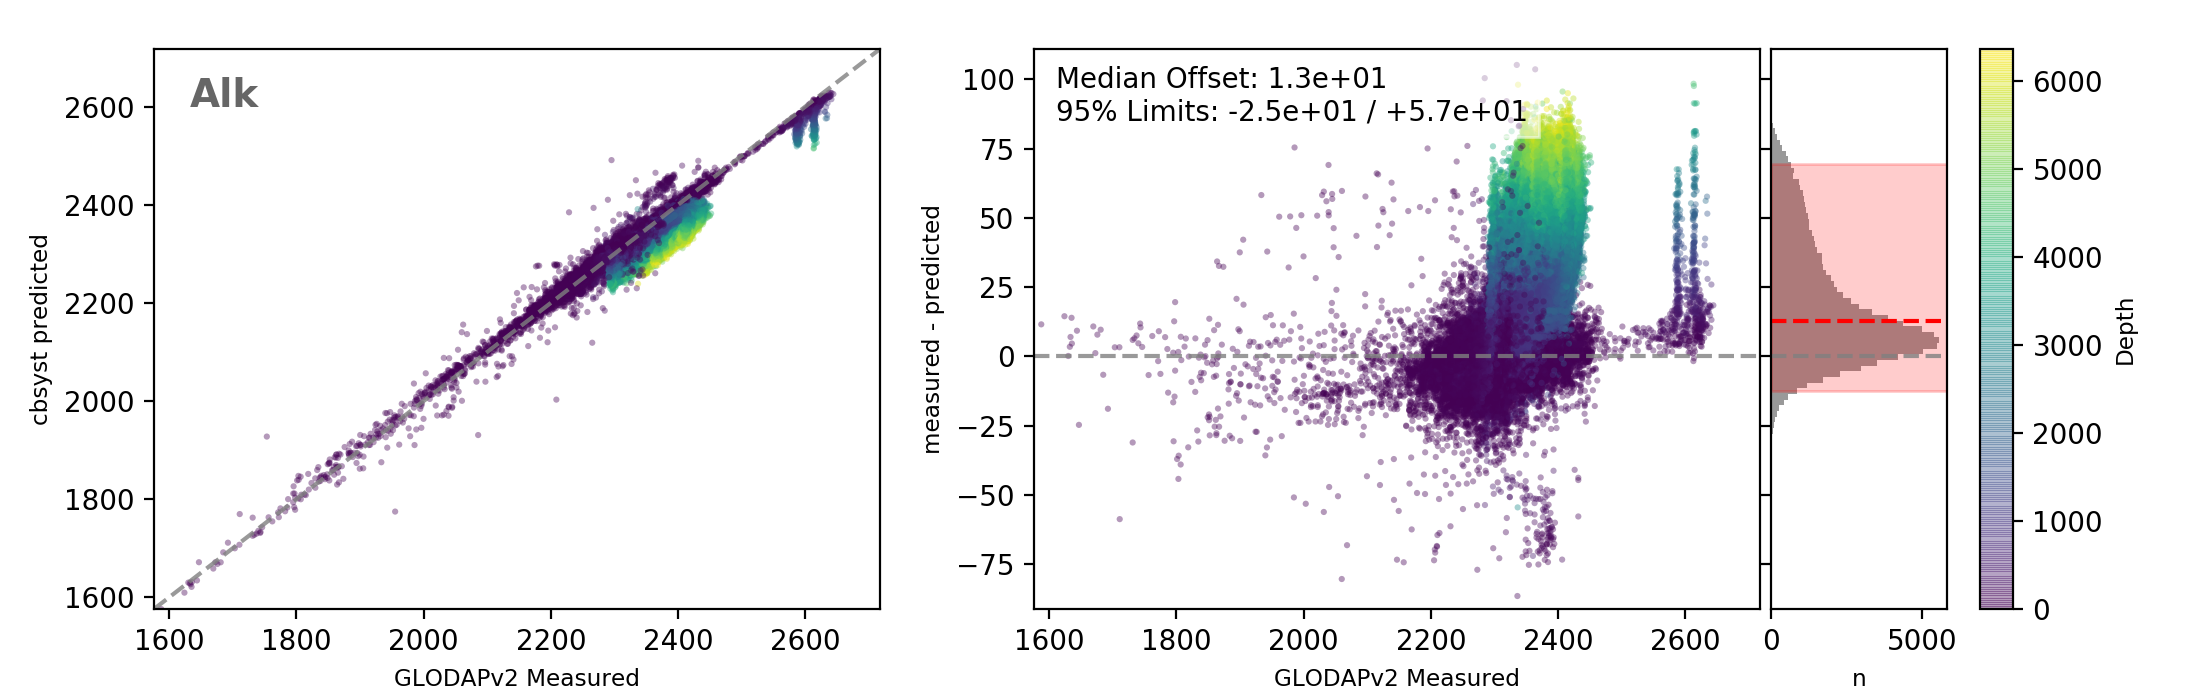 Alk
2600
2400
2200
2000
1800
1600
cbsyst predicted
1600 1800 2000 2200 2400 2600
GLODAPv2 Measured
Median Offset: 1.3e+01
95% Limits: -2.5e+01 / +5.7e+01
100
75
50
25
0
−25
−50
−75
measured - predicted
1600 1800 2000 2200 2400 2600
GLODAPv2 Measured
0 5000
n
6000
5000
4000
3000
2000
1000
0
Depth